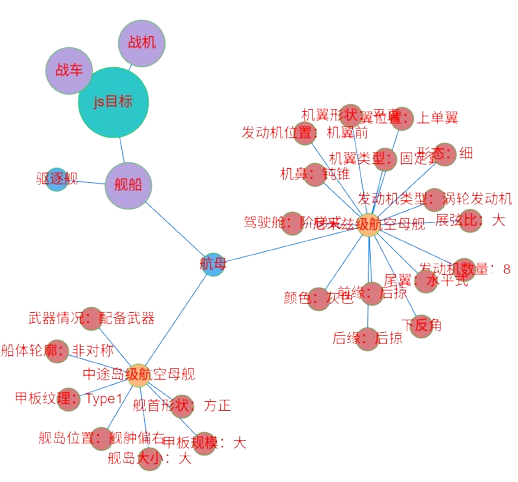 战机
战车
js目标
驱逐舰
舰船
航母
机翼形状：平直
机翼位置：上单翼
发动机位置：机翼前
机翼类型：固定翼
形态：细
机鼻：钝锥
发动机类型：涡轮发动机
驾驶舱：阶梯式
尼米兹级航空母舰
展弦比：大
发动机数量：8
尾翼：水平式
颜色：灰色
前缘：后掠
下反角
后缘：后掠
武器情况：配备武器
船体轮廓：非对称
中途岛级航空母舰
甲板纹理：Type1
舰首形状：方正
舰岛位置：舰舯偏右
甲板规模：大
舰岛大小：大